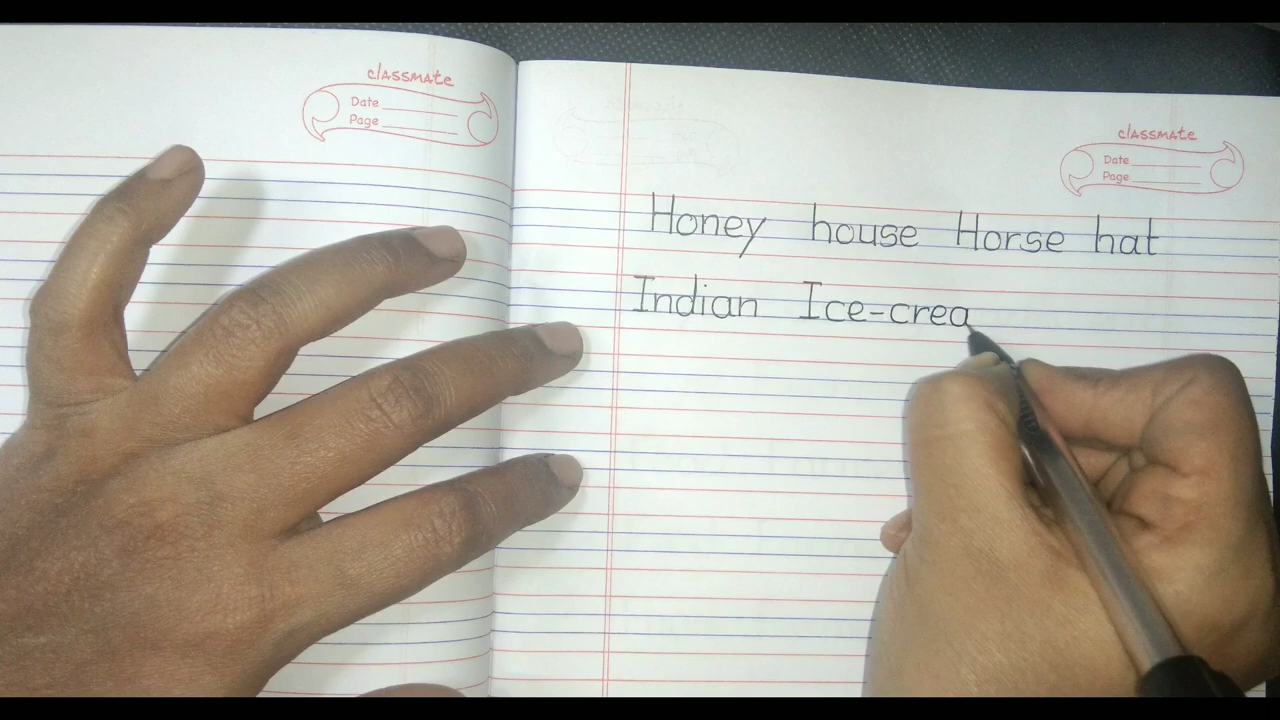 classmate
Date
Page
classmate
Date
Page
Honey house Horse hat
Indian Ice-crea